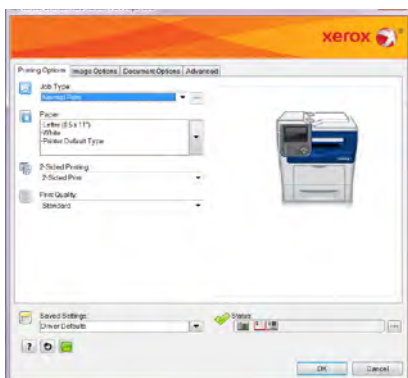 xerox
Printing Options Image Options Document Options Advanced
Job Type:
Normal Print
Paper:
Letter (8.5 x 11")
-White
-Printer Default Type
2-Sided Printing:
2-Sided Print
Print Quality:
Standard
Saved Settings:
Driver Defaults
Status:
?
OK Cancel